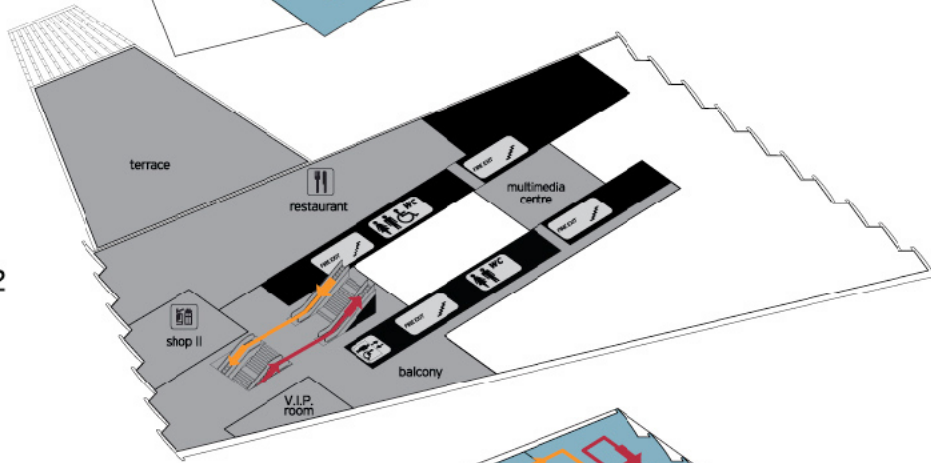 terrace
FIRE EXIT
multimedia
centre
restaurant
WC
FIRE EXIT
FIRE EXIT
WC
2
shop II
FIRE EXIT
balcony
V.I.P.
room